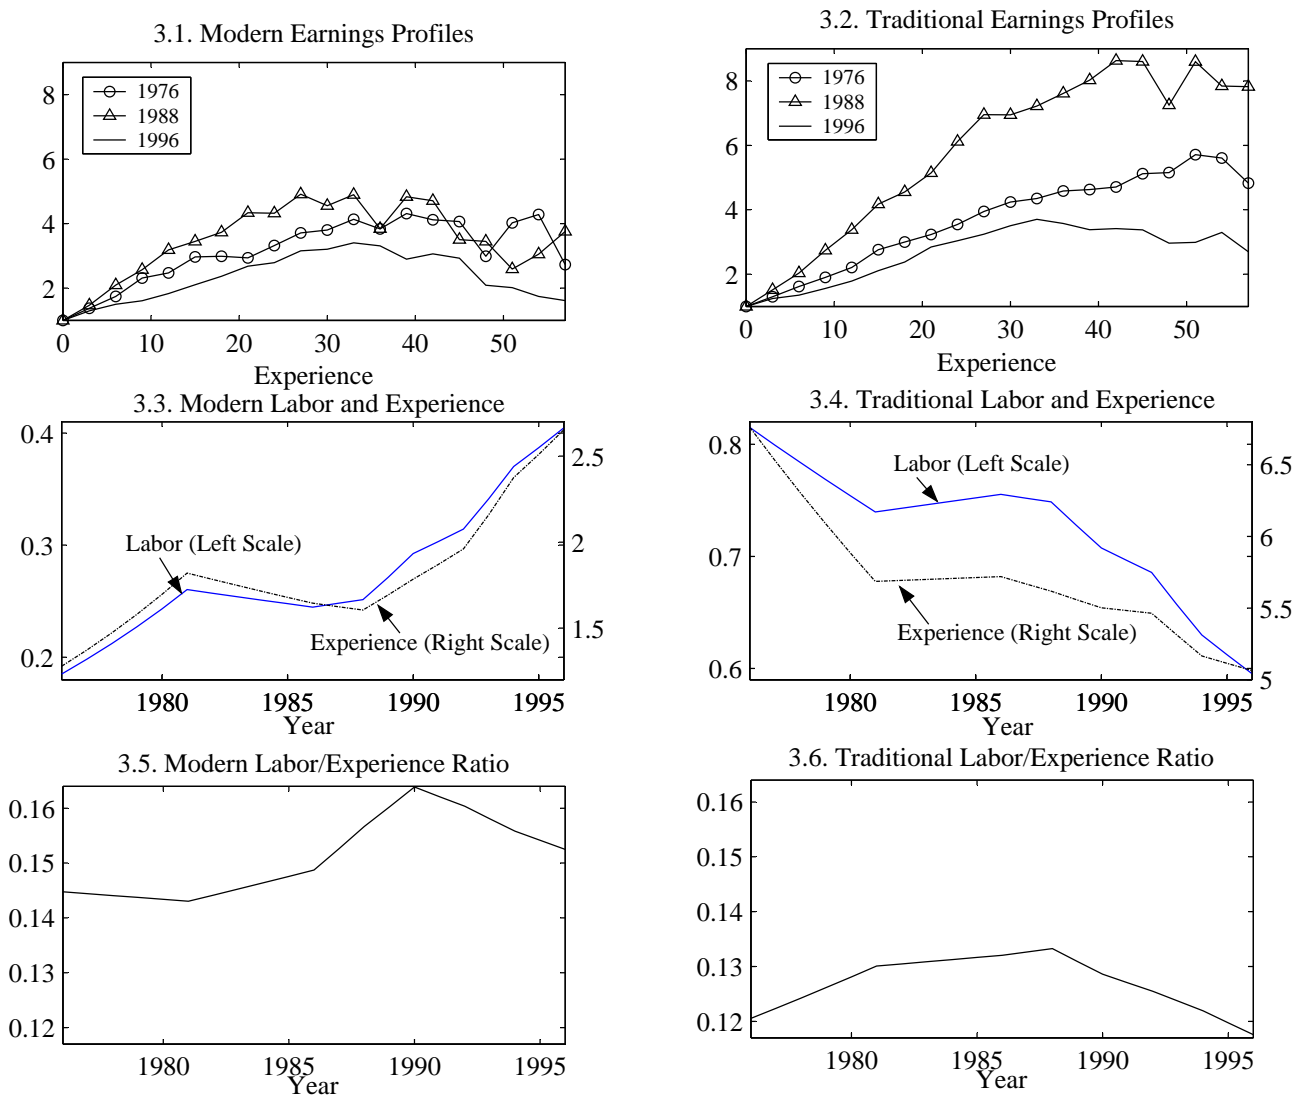 3.1. Modern Earnings Profiles
8
6
4
2
1976
1988
1996
0 10 20 30 40 50
Experience
3.2. Traditional Earnings Profiles
8
6
4
2
1976
1988
1996
0 10 20 30 40 50
Experience
3.3. Modern Labor and Experience
0.4
0.3
0.2
2.5
2
1.5
Labor (Left Scale)
Experience (Right Scale)
1980 1985 1990 1995
Year
3.4. Traditional Labor and Experience
0.8
0.7
0.6
6.5
6
5.5
5
Labor (Left Scale)
Experience (Right Scale)
1980 1985 1990 1995
Year
3.5. Modern Labor/Experience Ratio
0.16
0.15
0.14
0.13
0.12
1980 1985 1990 1995
Year
3.6. Traditional Labor/Experience Ratio
0.16
0.15
0.14
0.13
0.12
1980 1985 1990 1995
Year